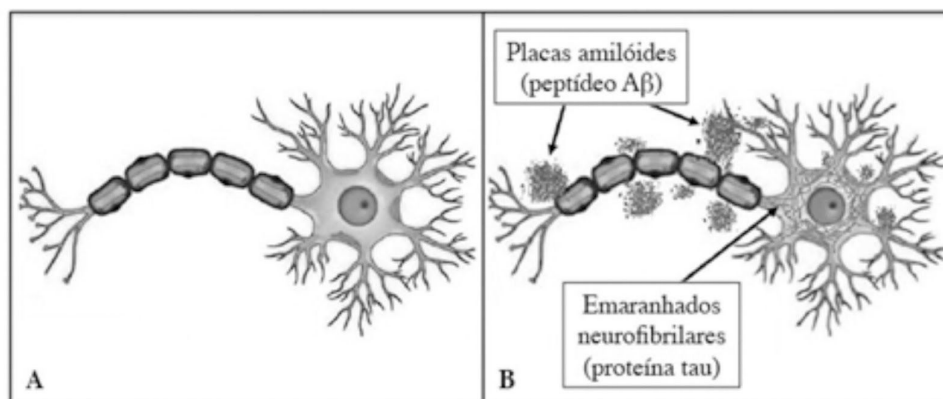 Placas amilóides
(peptídeo Aβ)
Emaranhados
neurofibrilares
(proteína tau)
A
B